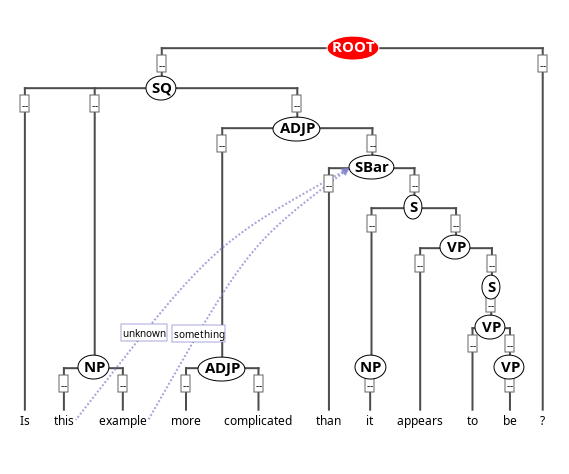 ROOT
--
--
SQ
-- -- --
ADJP
-- --
SBar
-- --
S
-- --
VP
-- --
S
--
unknown something VP
-- --
NP ADJP NP VP
-- -- -- -- -- --
Is this example more complicated than it appears to be ?